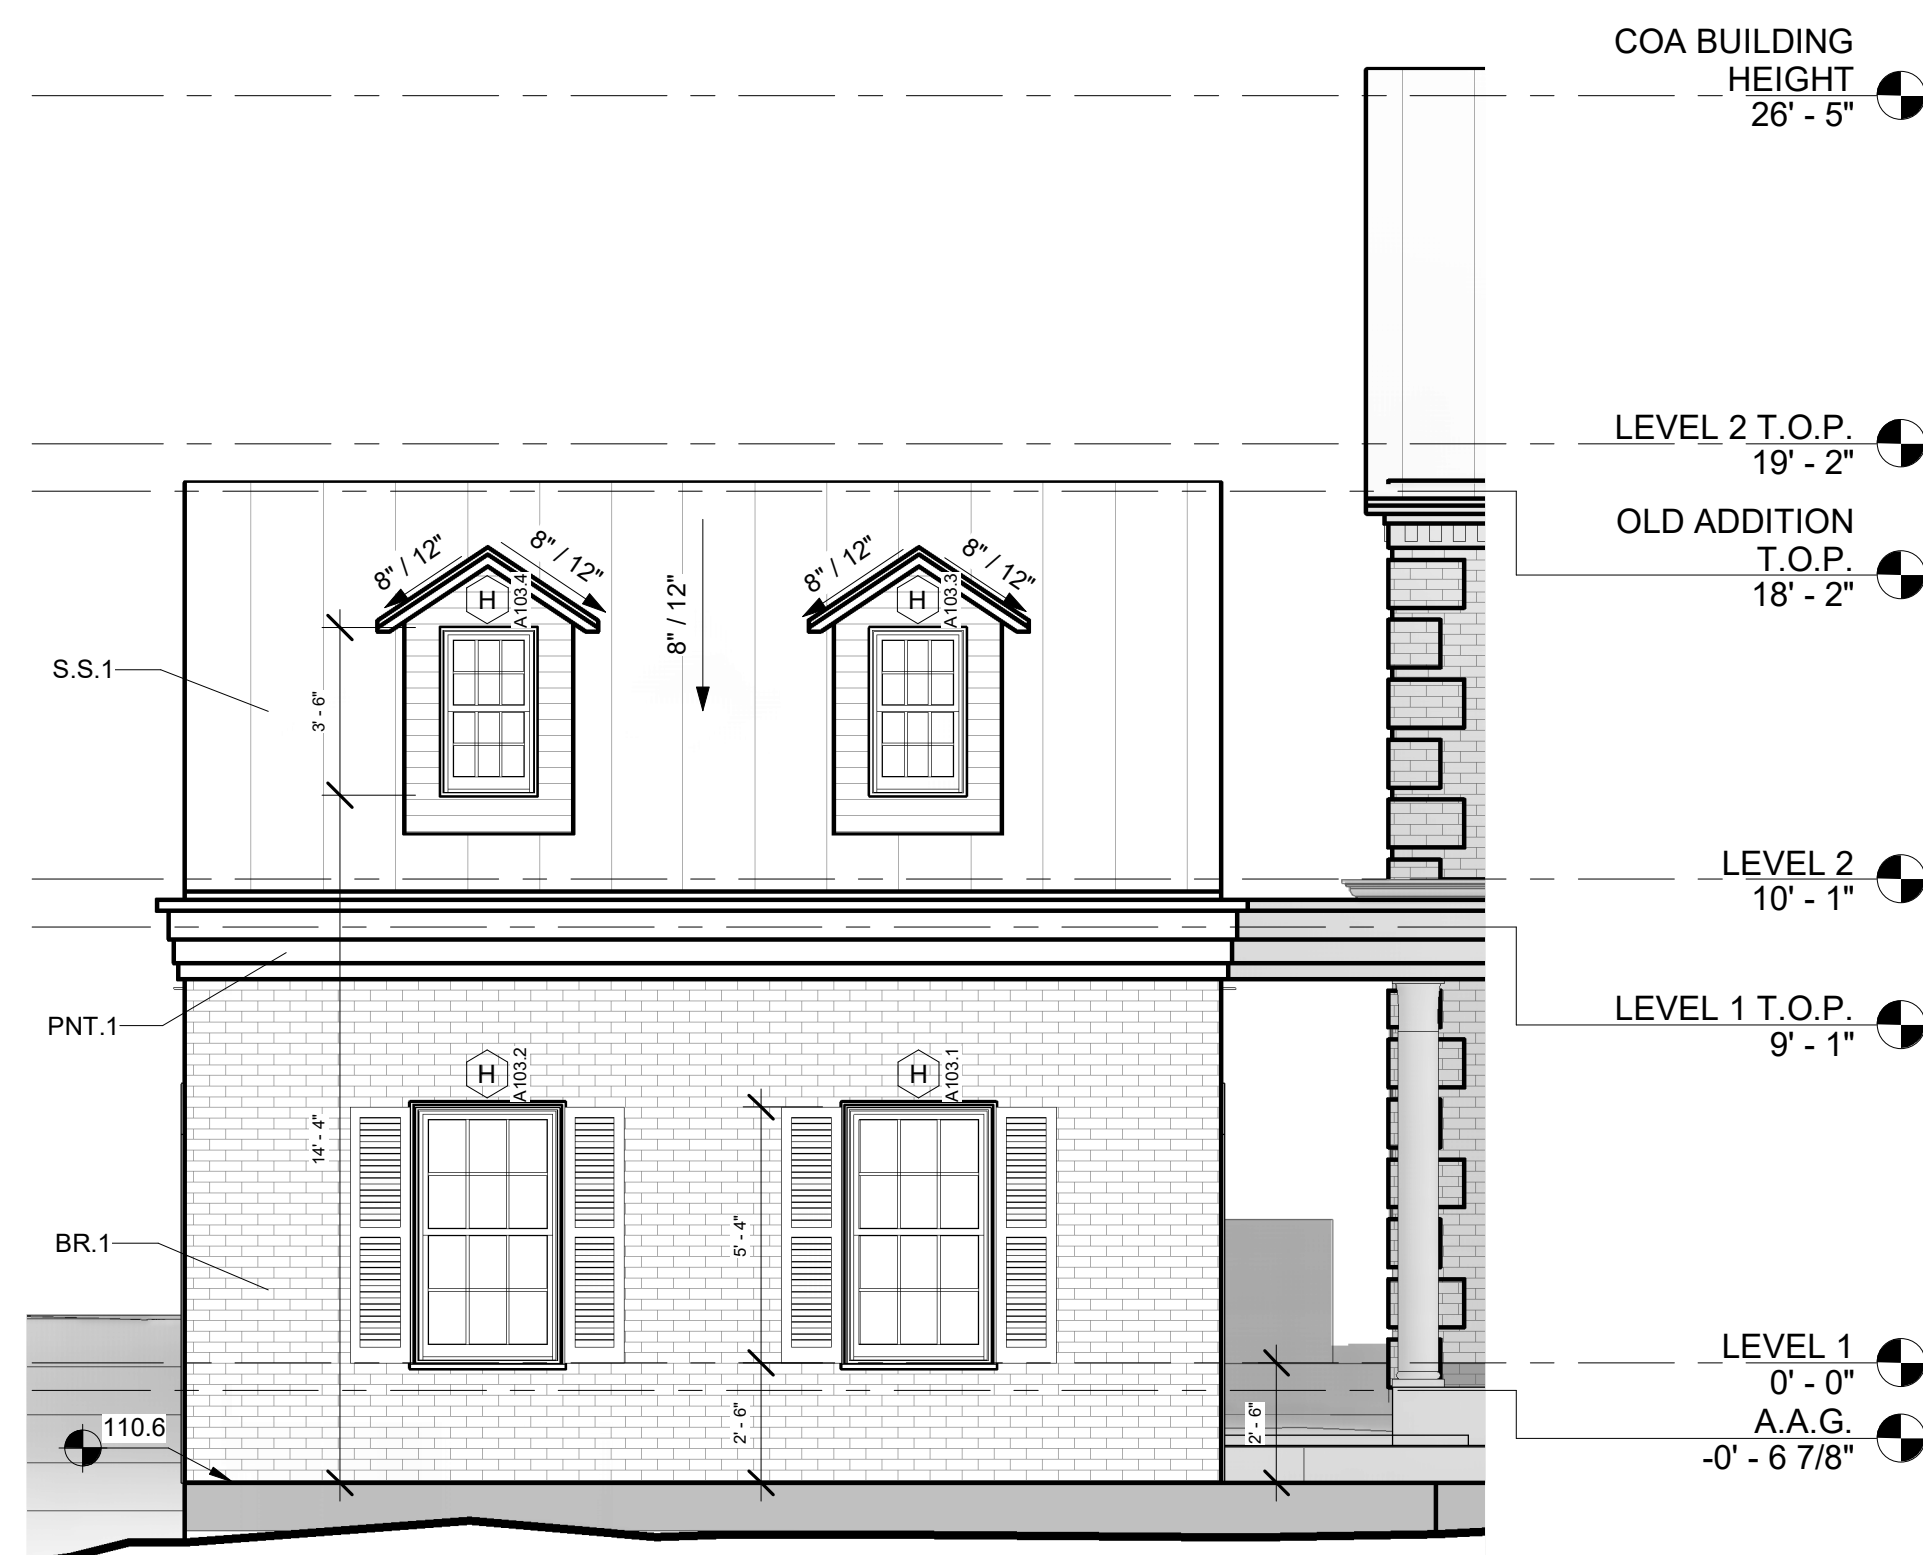 COA BUILDING
HEIGHT
26' - 5"
LEVEL 2 T.O.P.
19' - 2"
OLD ADDITION
T.O.P.
18' - 2"
8" / 12"
8" / 12"
8" / 12"
8" / 12"
8" / 12"
H
A103.4
H
A103.3
S.S.1
3' - 6"
LEVEL 2
10' - 1"
PNT.1
LEVEL 1 T.O.P.
9' - 1"
H
A103.2
H
A103.1
14' - 4"
5' - 4"
BR.1
LEVEL 1
0' - 0"
110.6
2' - 6"
2' - 6"
A.A.G.
-0' - 6 7/8"